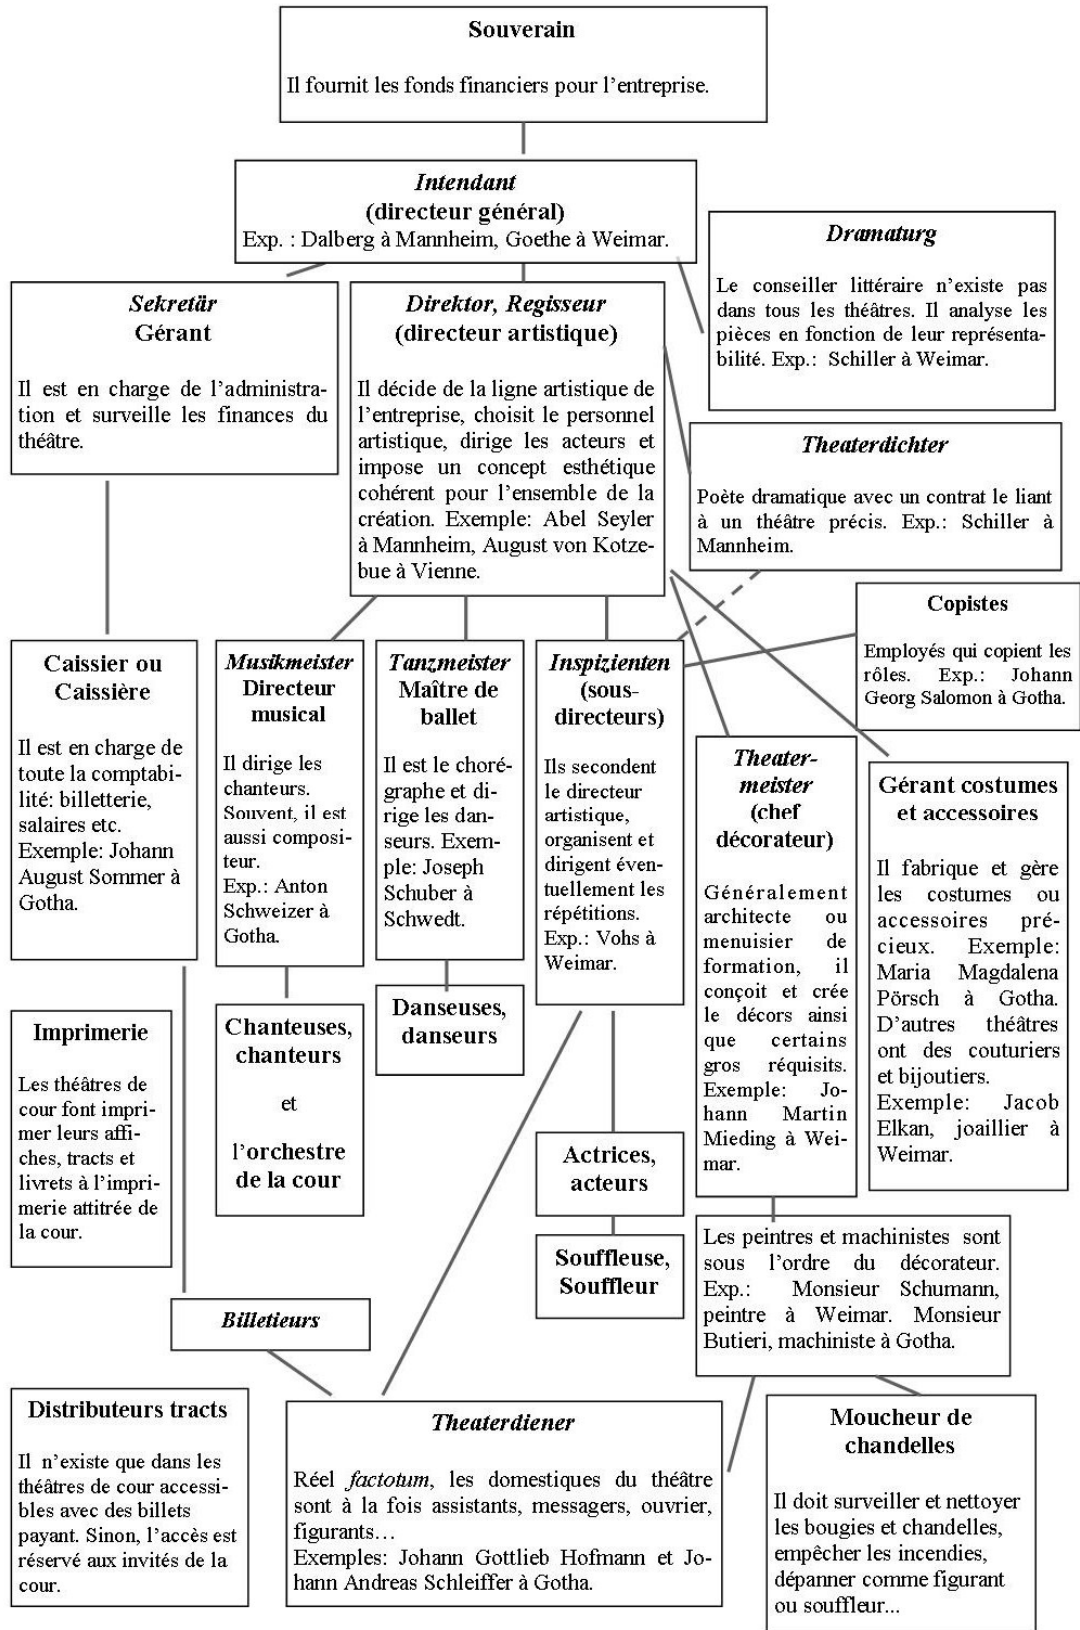 Souverain
Il fournit les fonds financiers pour l’entreprise.
Intendant
(directeur général)
Exp. : Dalberg à Mannheim, Goethe à Weimar.
Dramaturg
Le conseiller littéraire n’existe pas
dans tous les théâtres. Il analyse les
pièces en fonction de leur représenta-
bilité. Exp.: Schiller à Weimar.
Sekretär
Gérant
Il est en charge de l’administra-
tion et surveille les finances du
théâtre.
Direktor, Regisseur
(directeur artistique)
Il décide de la ligne artistique de
l’entreprise, choisit le personnel
artistique, dirige les acteurs et
impose un concept esthétique
cohérent pour l’ensemble de la
création. Exemple: Abel Seyler
à Mannheim, August von Kotze-
bue à Vienne.
Theaterdichter
Poète dramatique avec un contrat le liant
à un théâtre précis. Exp.: Schiller à
Mannheim.
Copistes
Employés qui copient les
rôles. Exp.: Johann
Georg Salomon à Gotha.
Caissier ou
Caissière
Il est en charge de
toute la comptabi-
lité: billetterie,
salaires etc.
Exemple: Johann
August Sommer à
Gotha.
Musikmeister
Directeur
musical
Il dirige les
chanteurs.
Souvent, il est
aussi composi-
teur.
Exp.: Anton
Schweizer à
Gotha.
Tanzmeister
Maître de
ballet
Il est le choré-
graphe et di-
rige les dan-
seurs. Exem-
ple: Joseph
Schuber à
Schwedt.
Inspizienten
(sous-
directeurs)
Ils secondent
le directeur
artistique,
organisent et
dirigent éven-
tuellement les
répétitions.
Exp.: Vohs à
Weimar.
Theater-
meister
(chef
décorateur)
Généralement
architecte ou
menuisier de
formation, il
conçoit et crée
le décors ainsi
que certains
gros réquisits.
Exemple: Jo-
hann Martin
Mieding à Wei-
mar.
Gérant costumes
et accessoires
Il fabrique et gère
les costumes ou
accessoires pré-
cieux. Exemple:
Maria Magdalena
Pörsch à Gotha.
D’autres théâtres
ont des couturiers
et bijoutiers.
Exemple: Jacob
Elkan, joaillier à
Weimar.
Imprimerie
Les théâtres de
cour font impri-
mer leurs affi-
ches, tracts et
livrets à l’impri-
merie attitrée de
la cour.
Chanteuses,
chanteurs
et
l’orchestre
de la cour
Danseuses,
danseurs
Actrices,
acteurs
Souffleuse,
Souffleur
Les peintres et machinistes sont
sous l’ordre du décorateur.
Exp.: Monsieur Schumann,
peintre à Weimar. Monsieur
Butieri, machiniste à Gotha.
Billetieurs
Distributeurs tracts
Il n’existe que dans les
théâtres de cour accessi-
bles avec des billets
payant. Sinon, l’accès est
réservé aux invités de la
cour.
Theaterdiener
Réel factotum, les domestiques du théâtre
sont à la fois assistants, messagers, ouvrier,
figurants…
Exemples: Johann Gottlieb Hofmann et Jo-
hann Andreas Schleiffer à Gotha.
Moucheur de
chandelles
Il doit surveiller et nettoyer
les bougies et chandelles,
empêcher les incendies,
dépanner comme figurant
ou souffleur...